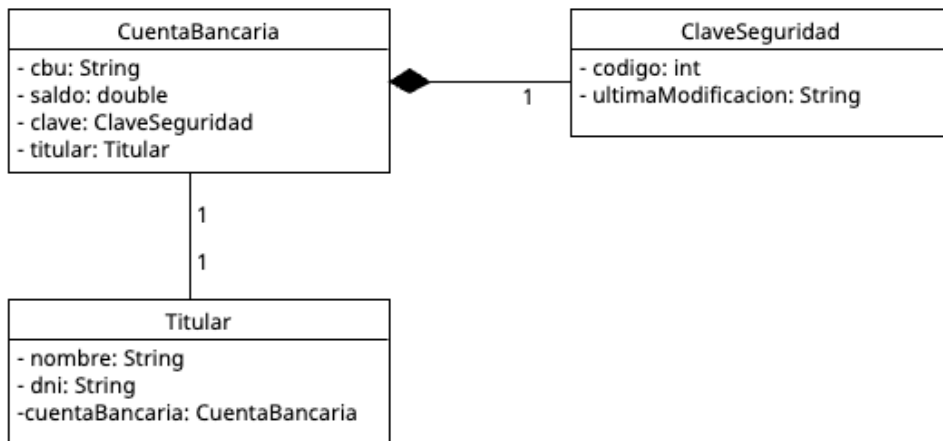 CuentaBancaria
- cbu: String
- saldo: double
- clave: ClaveSeguridad
- titular: Titular
1
ClaveSeguridad
- codigo: int
- ultimaModificacion: String
1
1
Titular
- nombre: String
- dni: String
-cuentaBancaria: CuentaBancaria